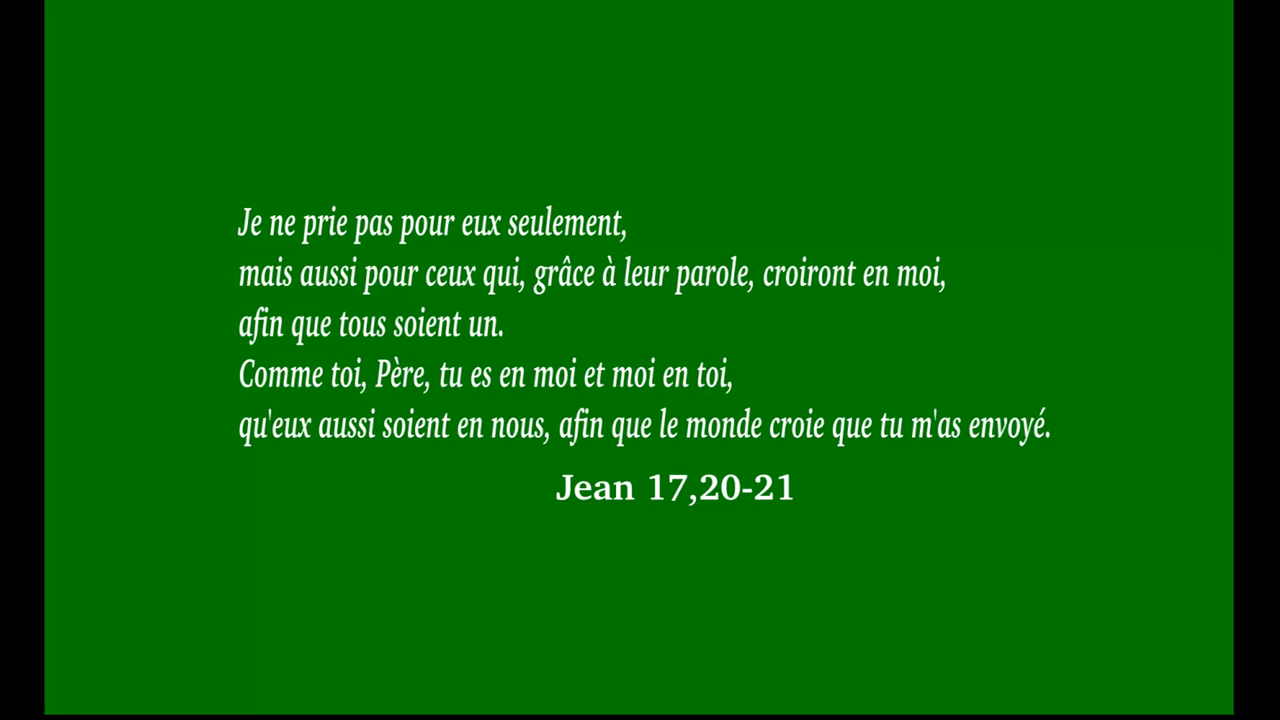 Je ne prie pas pour eux seulement,
mais aussi pour ceux qui, grâce à leur parole, croiront en moi,
afin que tous soient un.
Comme toi, Père, tu es en moi et moi en toi,
qu'eux aussi soient en nous, afin que le monde croie que tu m'as envoyé.
Jean 17,20-21